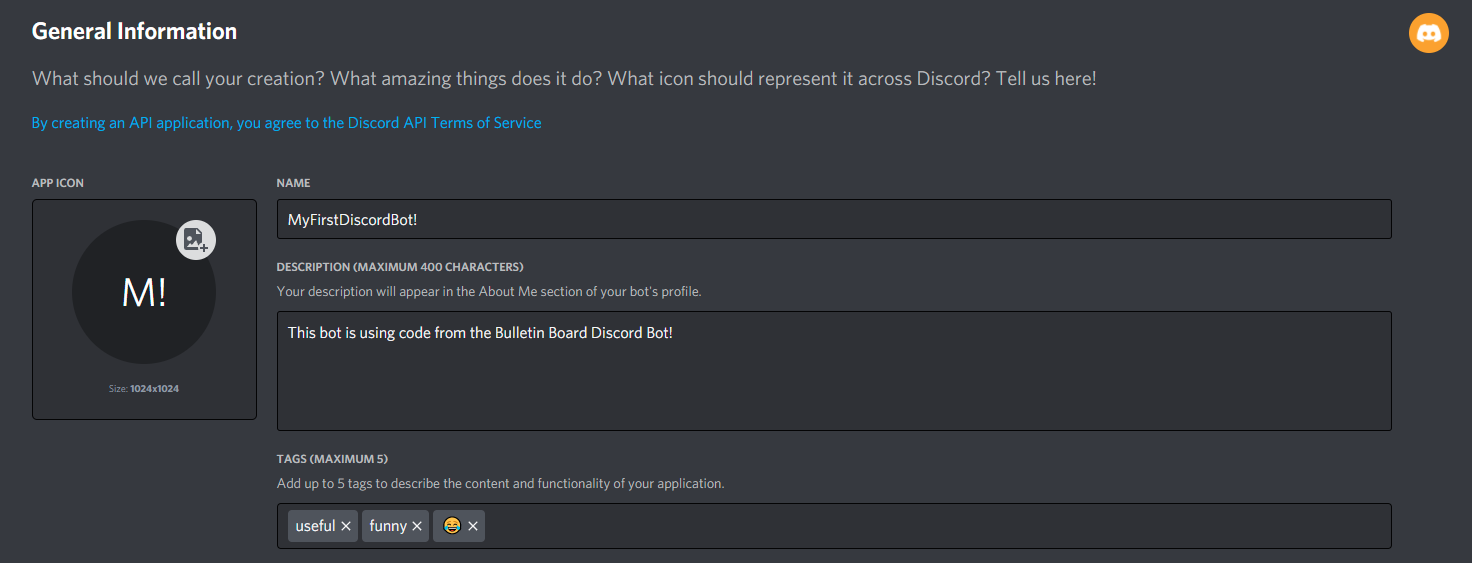 General Information
What should we call your creation? What amazing things does it do? What icon should represent it across Discord? Tell us here!
By creating an API application, you agree to the Discord API Terms of Service
APP ICON
M!
Size: 1024x1024
NAME
MyFirstDiscordBot!
DESCRIPTION (MAXIMUM 400 CHARACTERS)
Your description will appear in the About Me section of your bot's profile.
This bot is using code from the Bulletin Board Discord Bot!
TAGS (MAXIMUM 5)
Add up to 5 tags to describe the content and functionality of your application.
useful × funny × 😂 ×